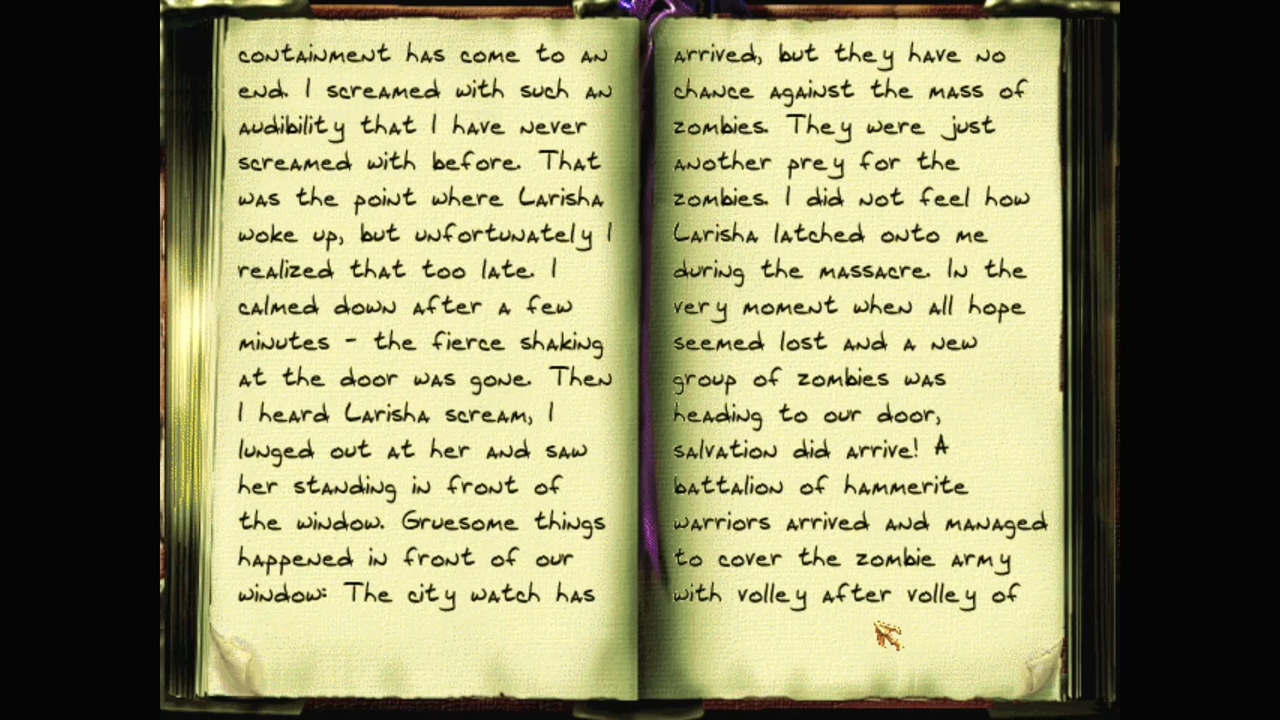 containment has come to an
end. I screamed with such an
audibility that I have never
screamed with before. That
was the point where Larisha
woke up, but unfortunately I
realized that too late. I
calmed down after a few
minutes - the fierce shaking
at the door was gone. Then
I heard Larisha scream, I
lunged out at her and saw
her standing in front of
the window. Gruesome things
happened in front of our
window: The city watch has
arrived, but they have no
chance against the mass of
zombies. They were just
another prey for the
zombies. I did not feel how
Larisha latched onto me
during the massacre. In the
very moment when all hope
seemed lost and a new
group of zombies was
heading to our door,
salvation did arrive! A
battalion of hammerite
warriors arrived and managed
to cover the zombie army
with volley after volley of